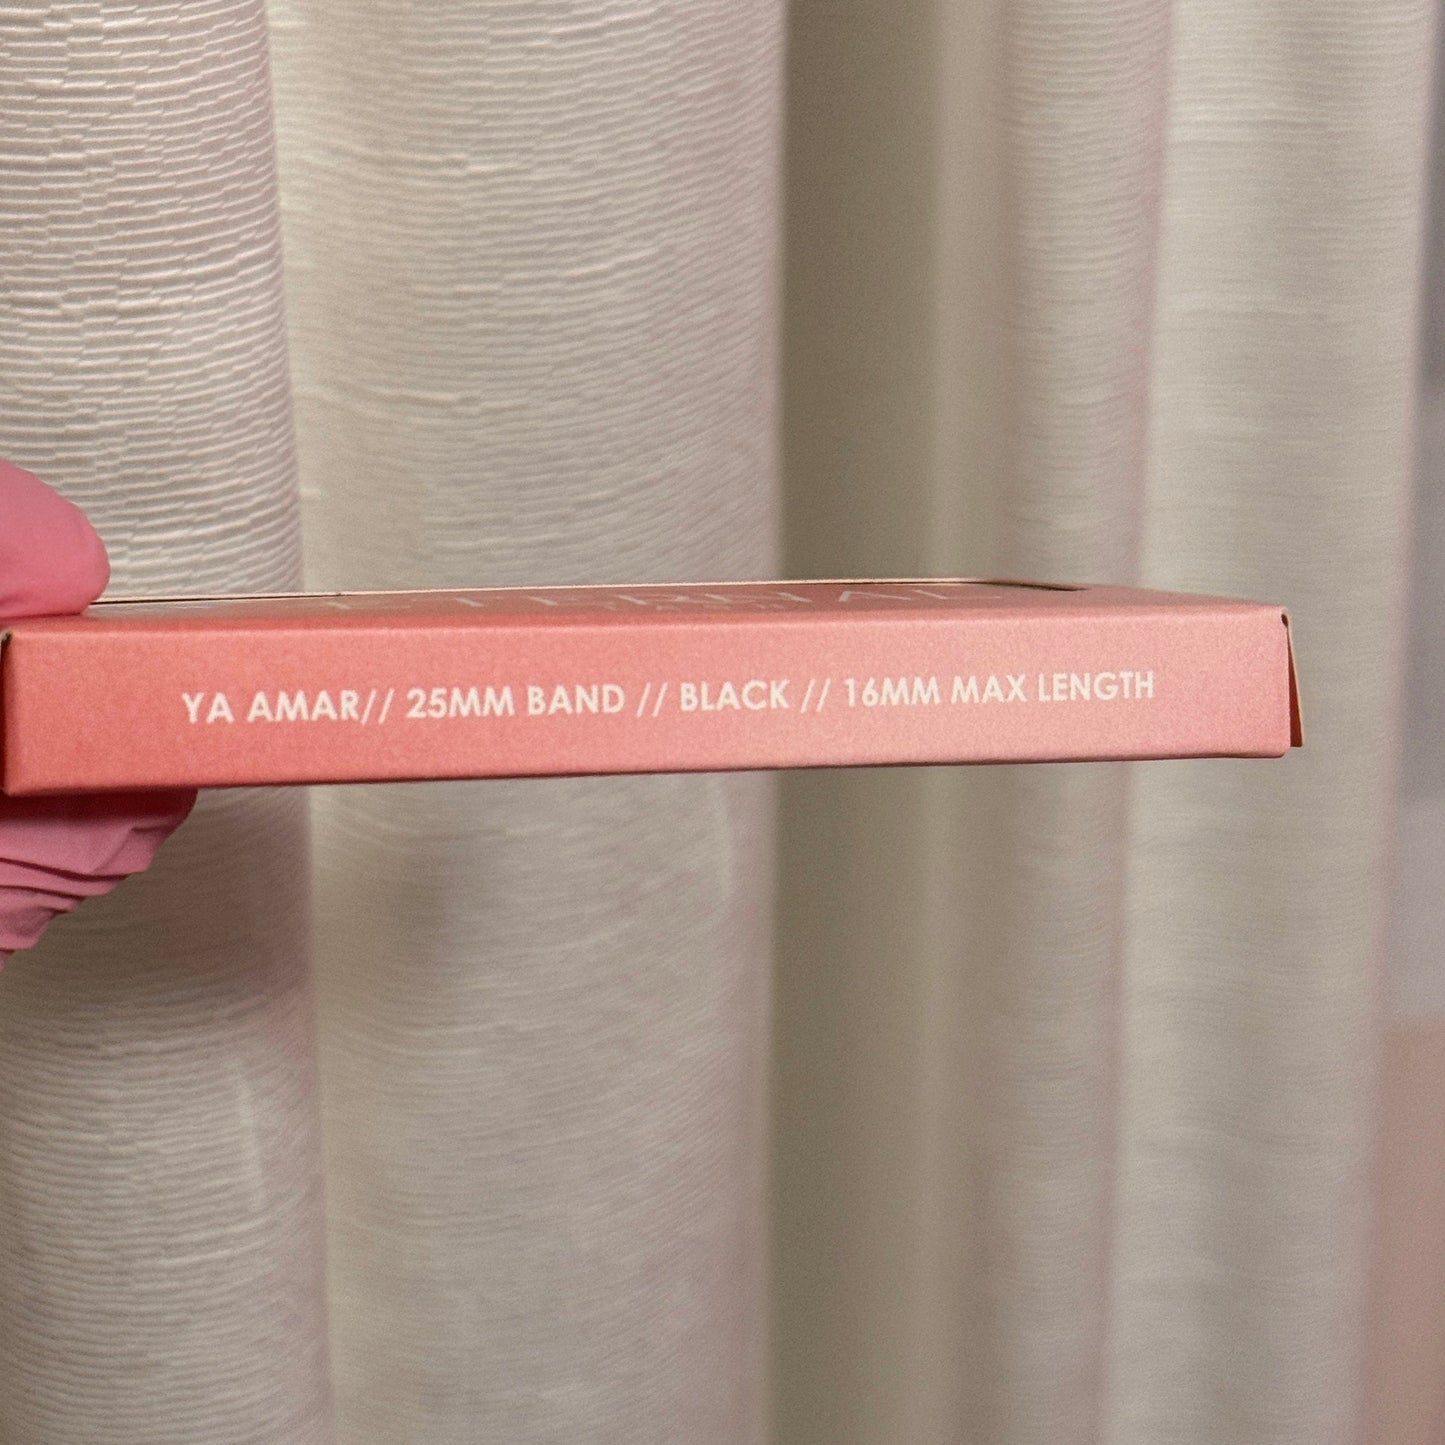 YA AMAR// 25MM BAND // BLACK // 16MM MAX LENGTH